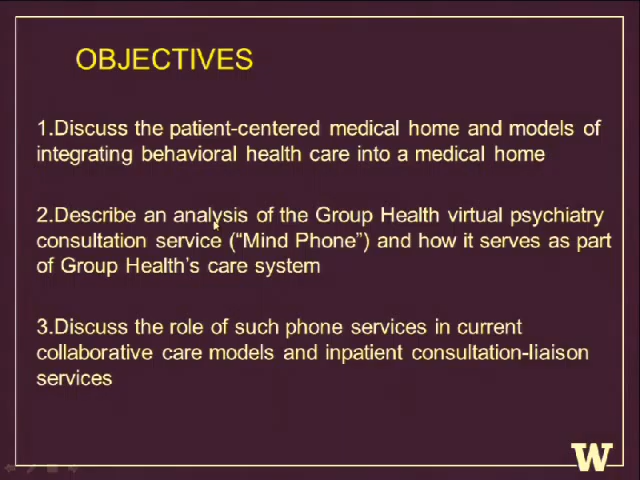 OBJECTIVES
1.Discuss the patient-centered medical home and models of
integrating behavioral health care into a medical home
2.Describe an analysis of the Group Health virtual psychiatry
consultation service (“Mind Phone”) and how it serves as part
of Group Health’s care system
3.Discuss the role of such phone services in current
collaborative care models and inpatient consultation-liaison
services
W